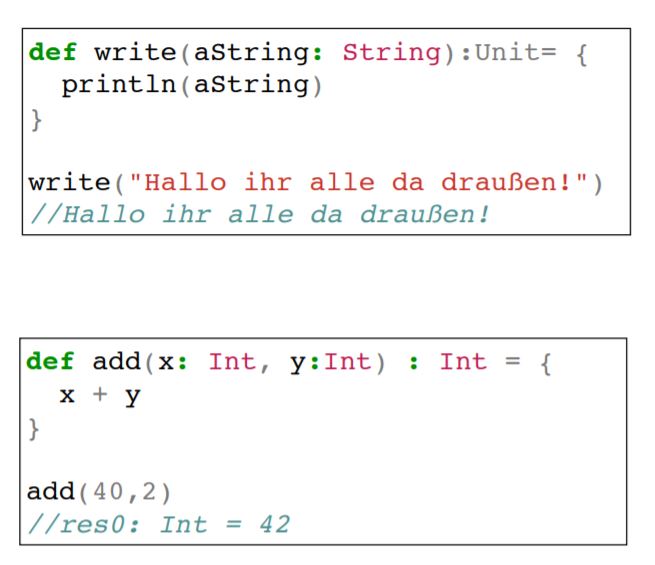 def write(aString: String):Unit= {
  println(aString)
}
write("Hallo ihr alle da draußen!")
//Hallo ihr alle da draußen!
def add(x: Int, y:Int) : Int = {
  x + y
}
add(40,2)
//res0: Int = 42